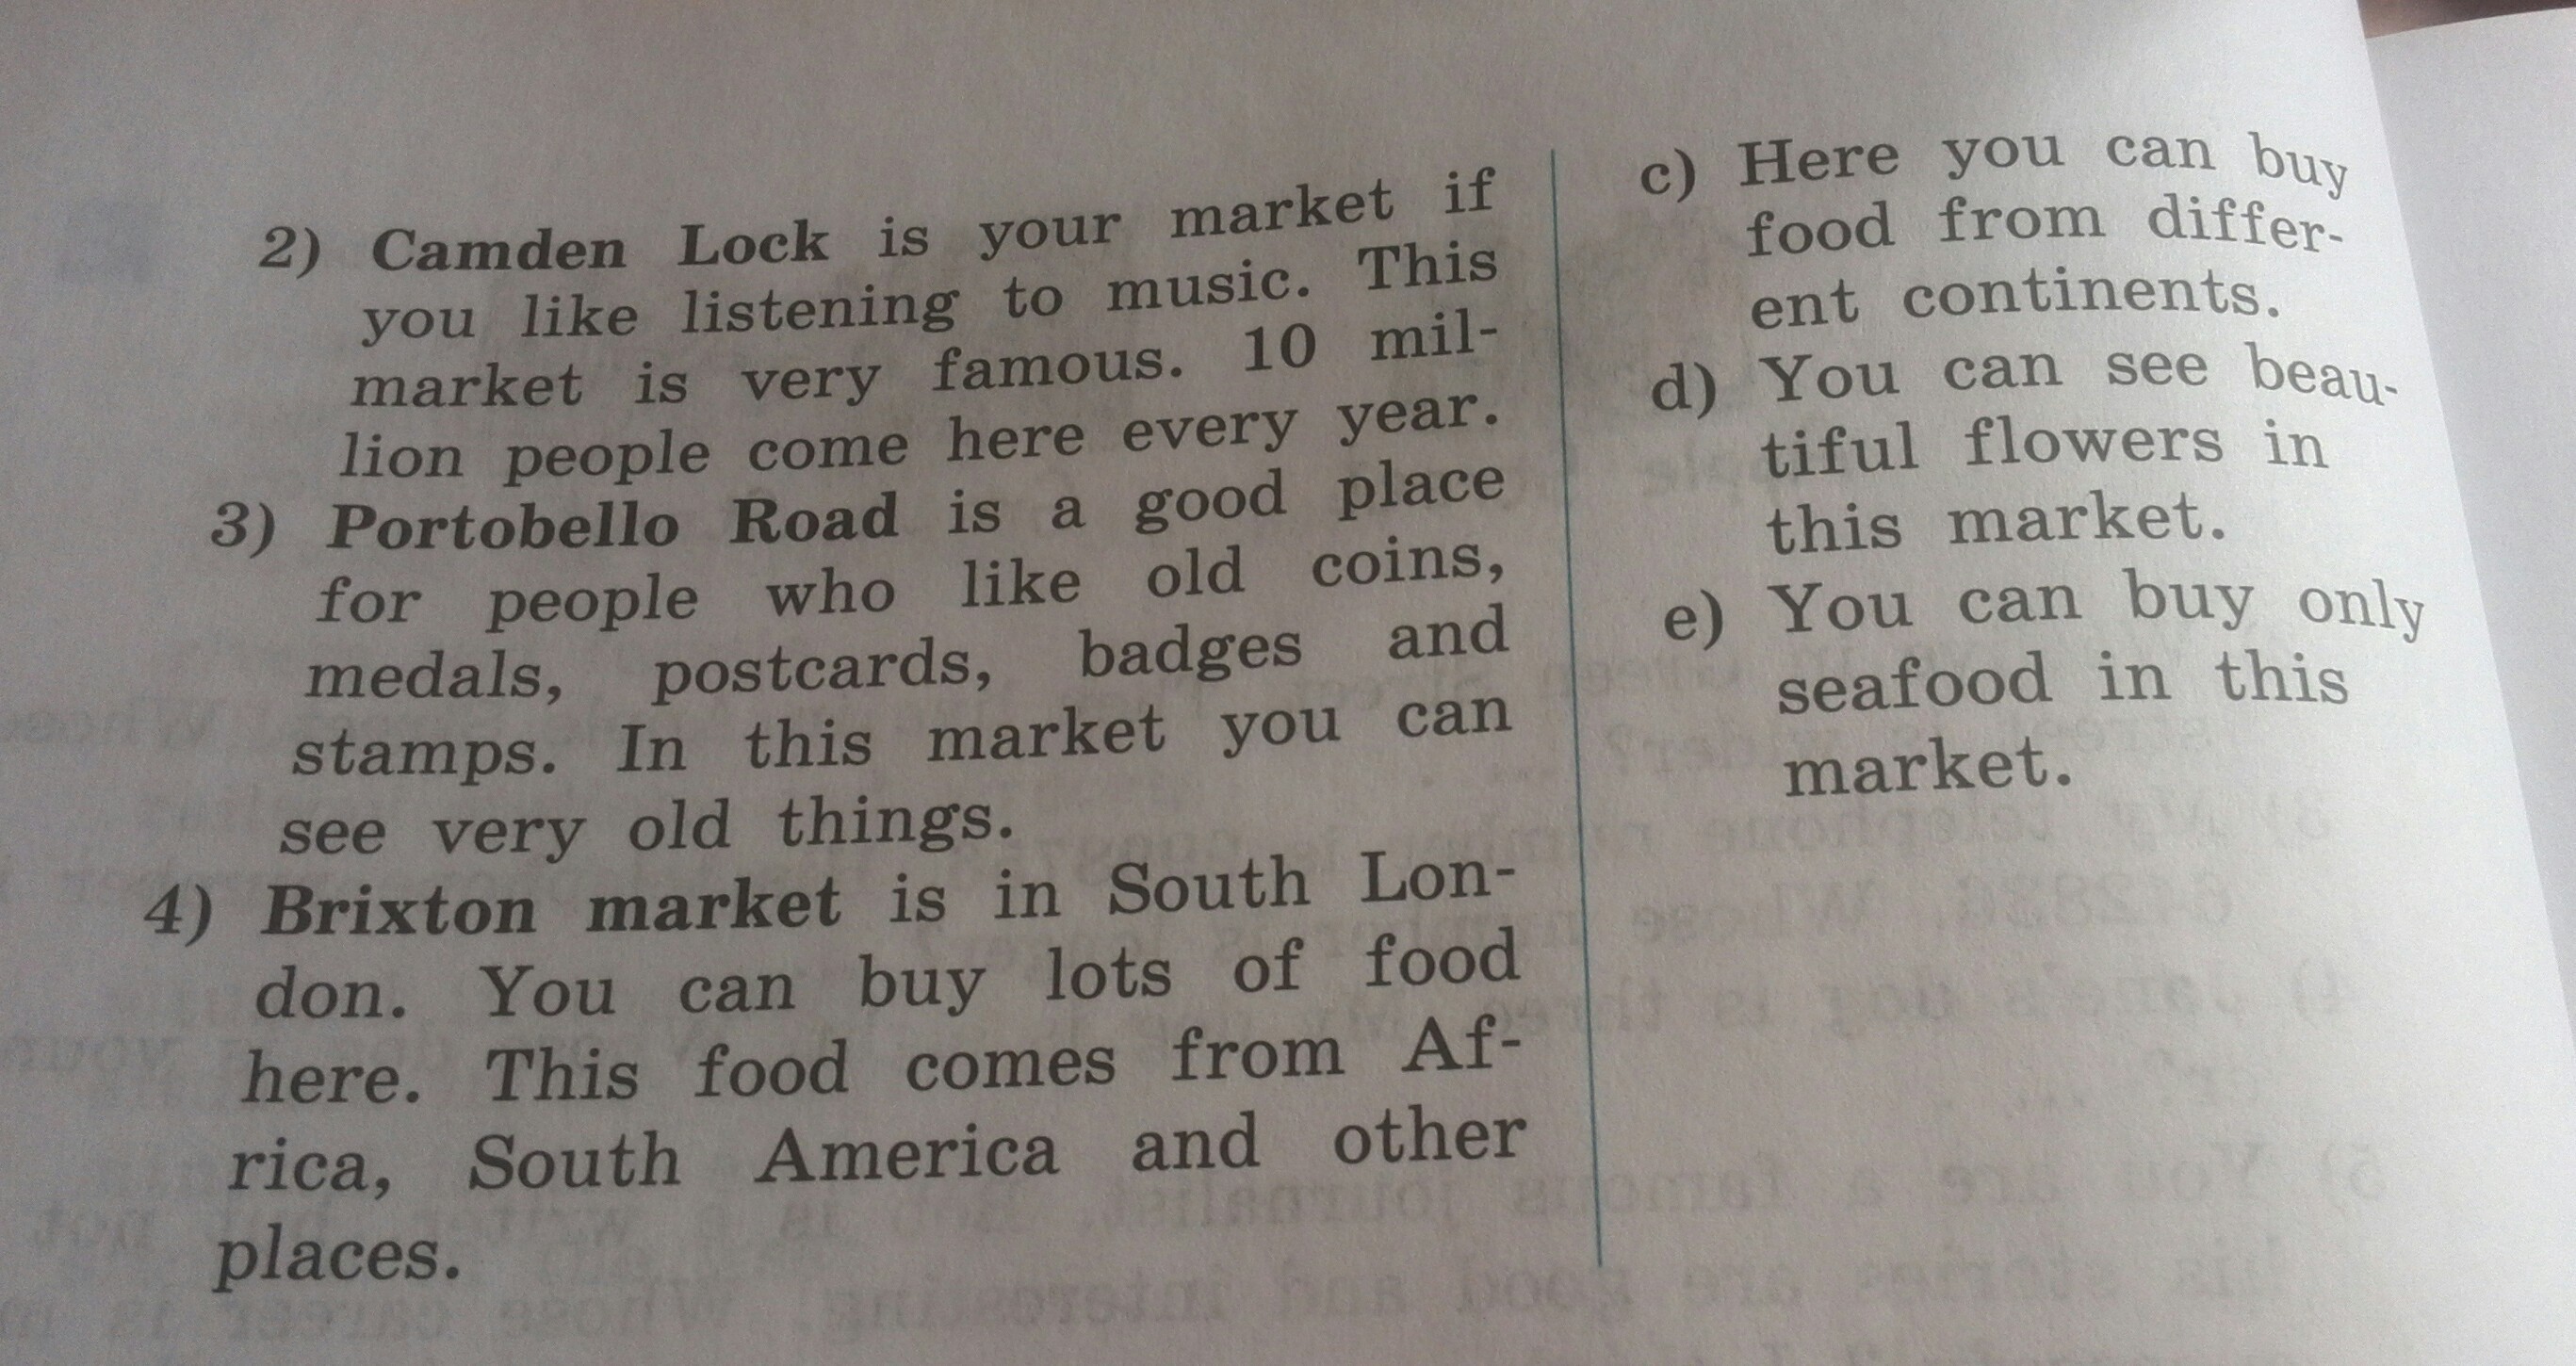 2) Camden Lock is your market if
you like listening to music. This
market is very famous. 10 mil-
lion people come here every year.
3) Portobello Road is a good place
for people who like old coins,
medals, postcards, badges and
stamps. In this market you can
see very old things.
4) Brixton market is in South Lon-
don. You can buy lots of food
here. This food comes from Af-
rica, South America and other
places.
c) Here you can buy
food from differ-
ent continents.
d) You can see beau-
tiful flowers in
this market.
e) You can buy only
seafood in this
market.